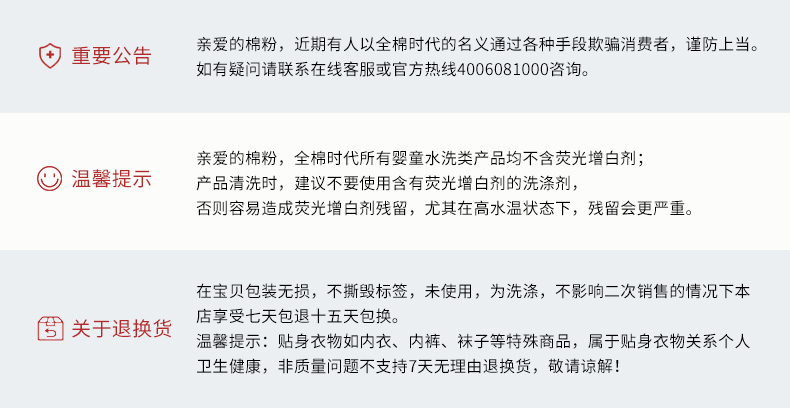 重要公告
亲爱的棉粉，近期有人以全棉时代的名义通过各种手段欺骗消费者，谨防上当。
如有疑问请联系在线客服或官方热线4006081000咨询。
温馨提示
亲爱的棉粉，全棉时代所有婴童水洗类产品均不含荧光增白剂；
产品清洗时，建议不要使用含有荧光增白剂的洗涤剂，
否则容易造成荧光增白剂残留，尤其在高水温状态下，残留会更严重。
关于退换货
在宝贝包装无损，不撕毁标签，未使用，为洗涤，不影响二次销售的情况下本
店享受七天包退十五天包换。
温馨提示：贴身衣物如内衣、内裤、袜子等特殊商品，属于贴身衣物关系个人
卫生健康，非质量问题不支持7天无理由退换货，敬请谅解！